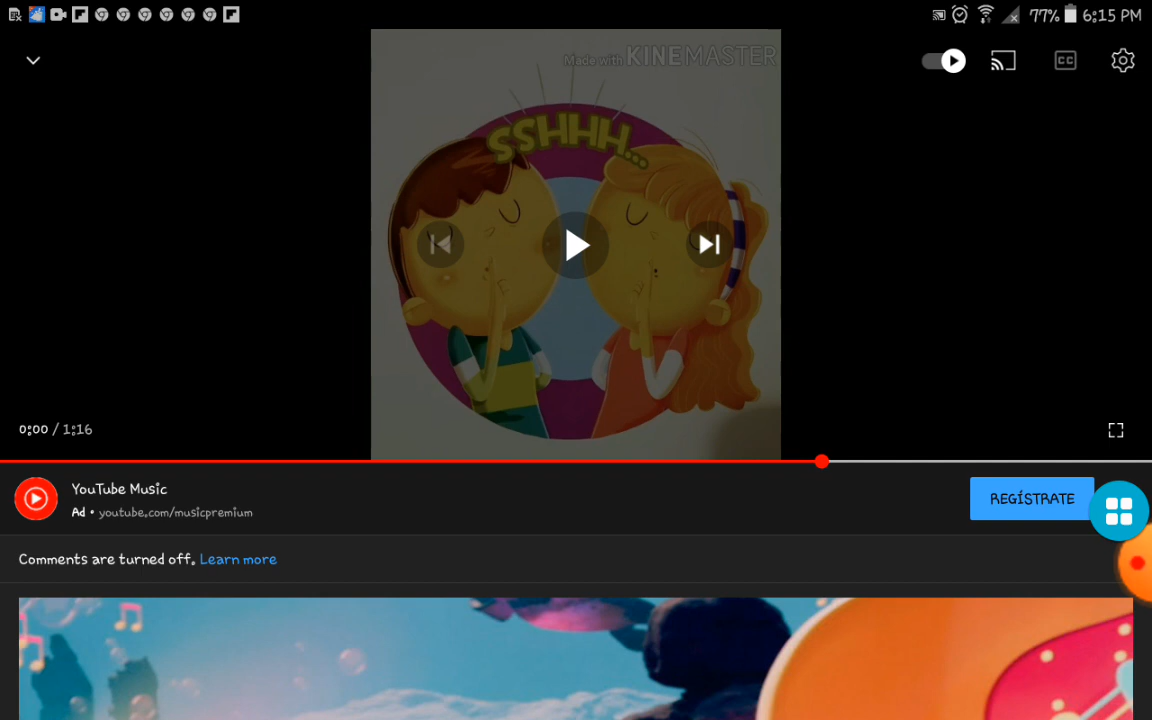 77% 6:15 PM
Made with KINEMASTER
CC
SSHHH...
0:00 / 1:16
YouTube Music
Ad • youtube.com/musicpremium
REGÍSTRATE
Comments are turned off. Learn more